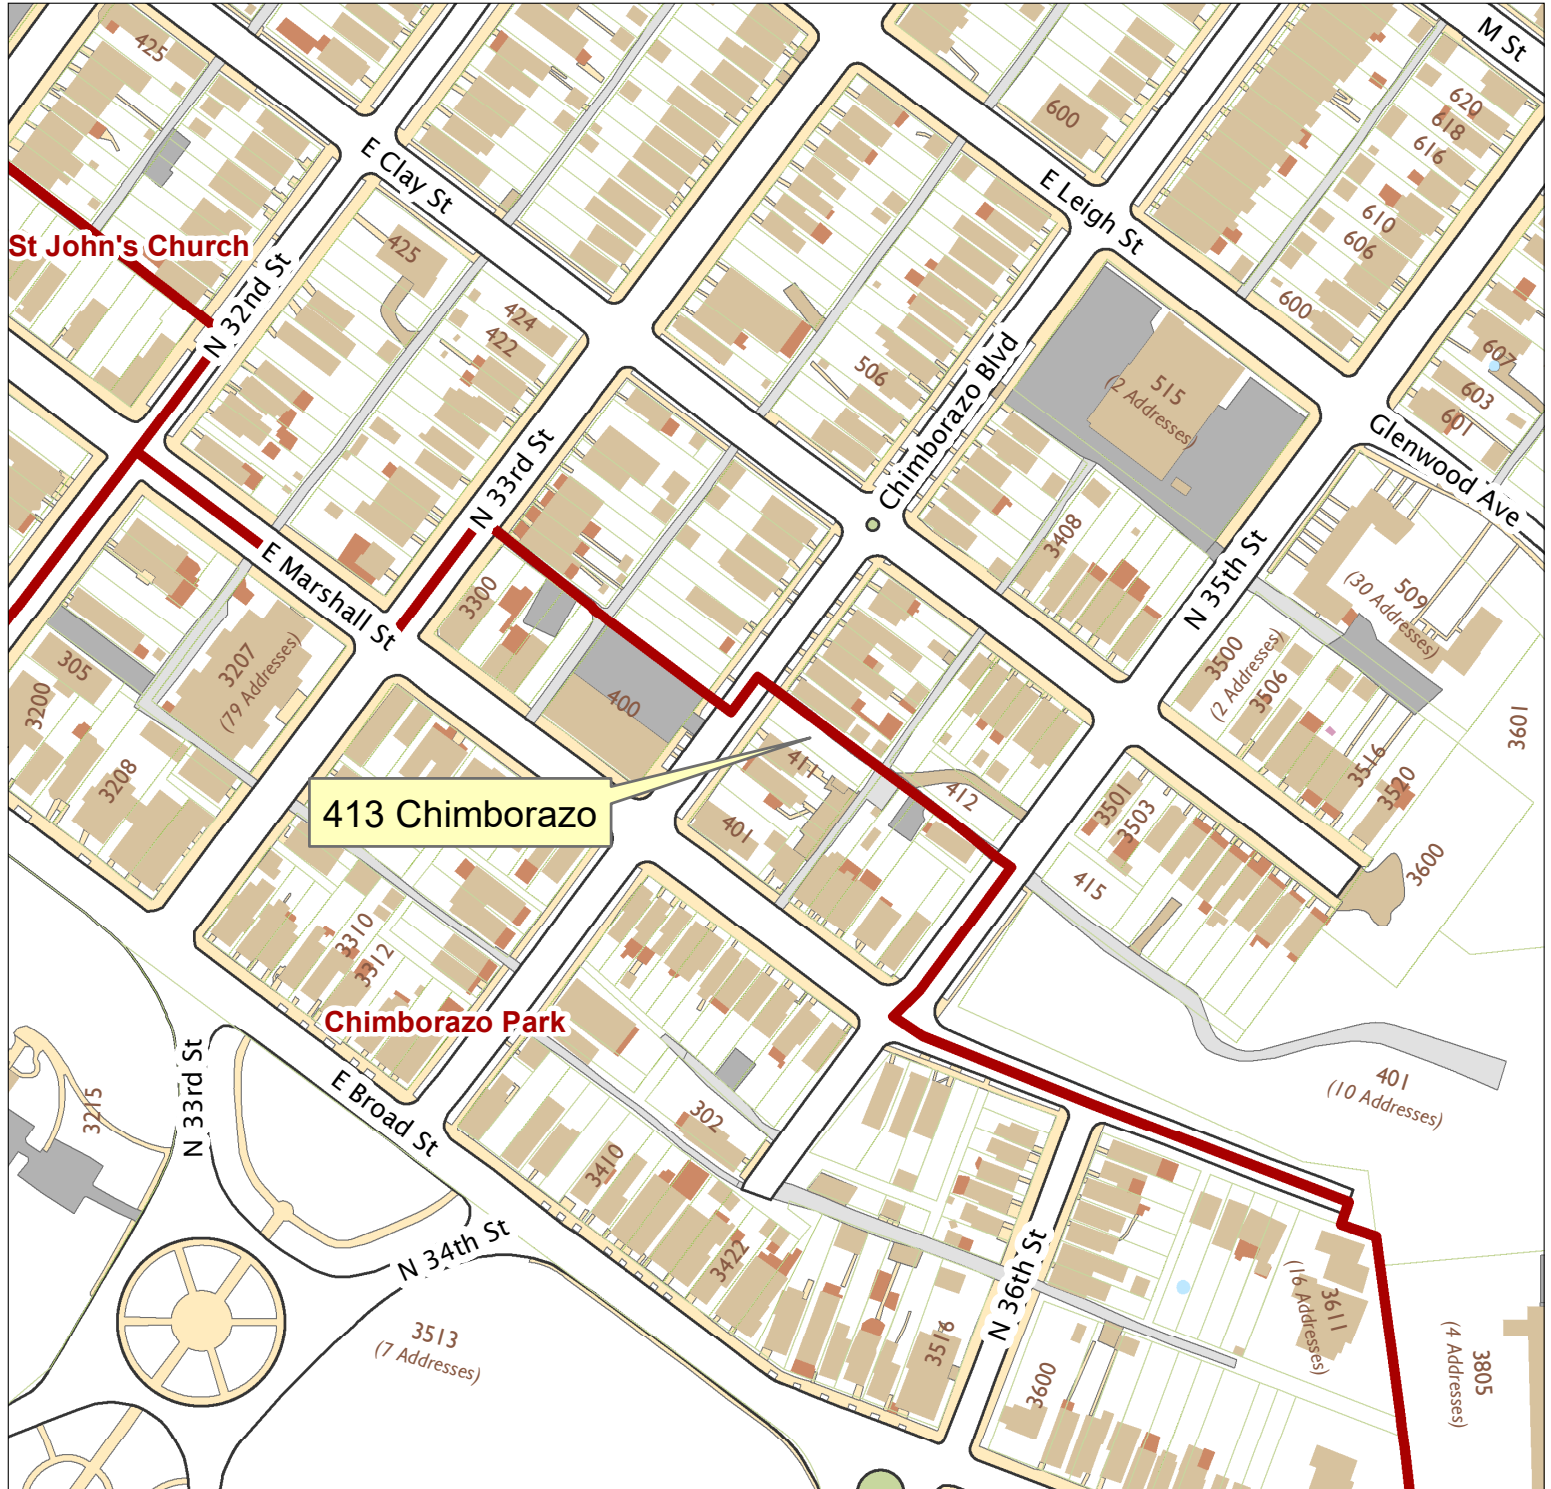 425
M St
620
618
616
600
E Clay St
E Leigh St
610
606
St John's Church
425
N 32nd St
424
422
600
607
603
601
506
Chimborazo Blvd
515
(2 Addresses)
Glenwood Ave
N 33rd St
3408
N 35th St
509
(30 Addresses)
E Marshall St
3300
3207
(79 Addresses)
305
3200
3208
400
3500
(2 Addresses)
3506
3601
3516
3520
411
412
413 Chimborazo
401
3501
3503
415
3600
3310
3312
Chimborazo Park
N 33rd St
3215
E Broad St
401
(10 Addresses)
302
3410
3422
N 34th St
N 36th St
3516
3611
(16 Addresses)
3513
(7 Addresses)
3600
3805
(4 Addresses)